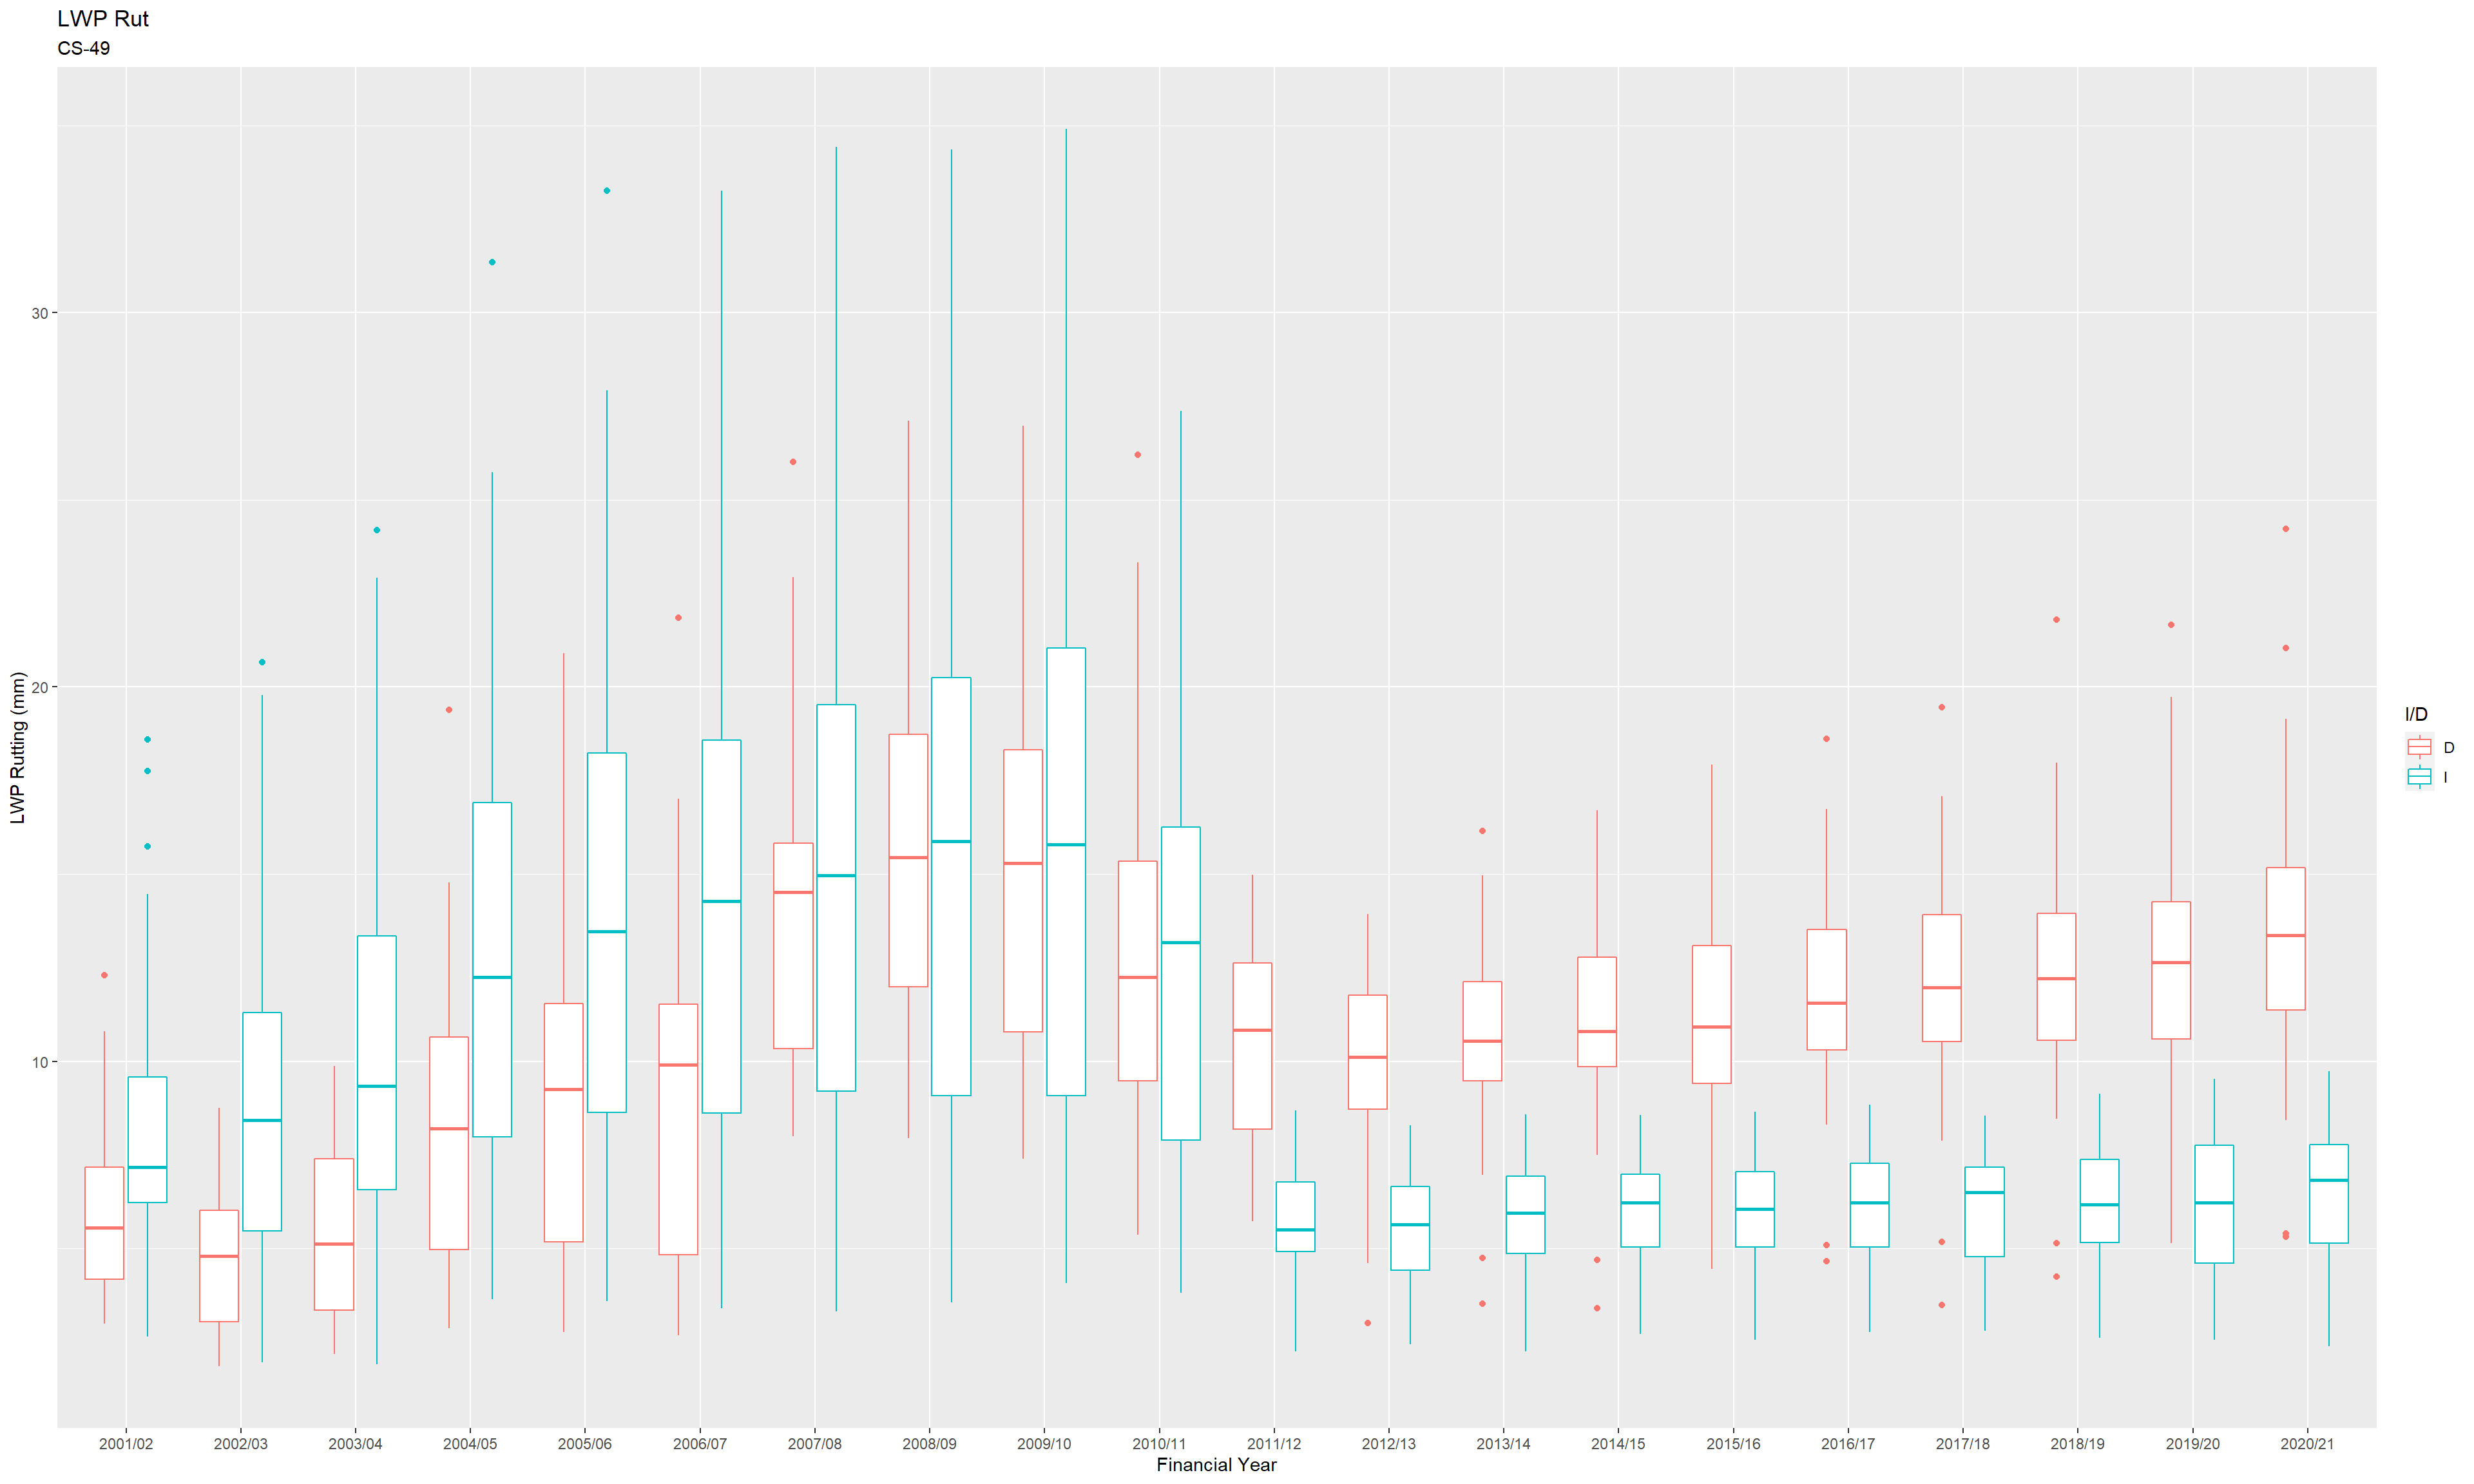 LWP Rut
CS-49
LWP Rutting (mm)
30
20
10
2001/02 2002/03 2003/04 2004/05 2005/06 2006/07 2007/08 2008/09 2009/10 2010/11 2011/12 2012/13 2013/14 2014/15 2015/16 2016/17 2017/18 2018/19 2019/20 2020/21
Financial Year
I/D
D
I